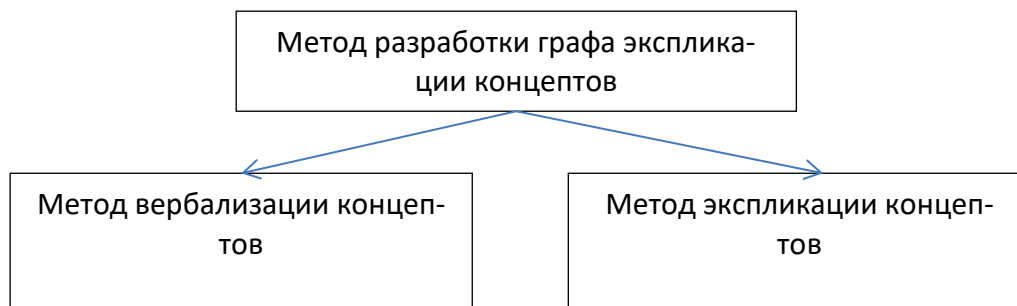 Метод разработки графа эксплика-
ции концептов
Метод вербализации концеп-
тов
Метод экспликации концеп-
тов